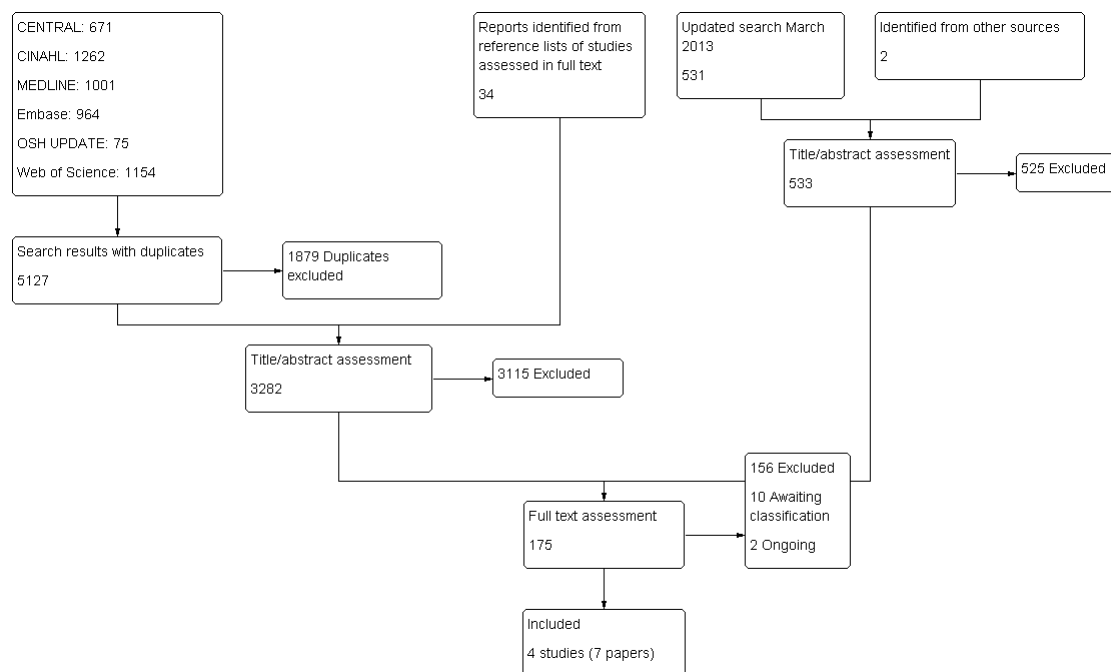 CENTRAL: 671
CINAHL: 1262
MEDLINE: 1001
Embase: 964
OSH UPDATE: 75
Web of Science: 1154
Reports identified from
reference lists of studies
assessed in full text
34
Updated search March
2013
531
Identified from other sources
2
Title/abstract assessment
533
525 Excluded
Search results with duplicates
5127
1879 Duplicates
excluded
Title/abstract assessment
3282
3115 Excluded
Full text assessment
175
156 Excluded
10 Awaiting
classification
2 Ongoing
Included
4 studies (7 papers)